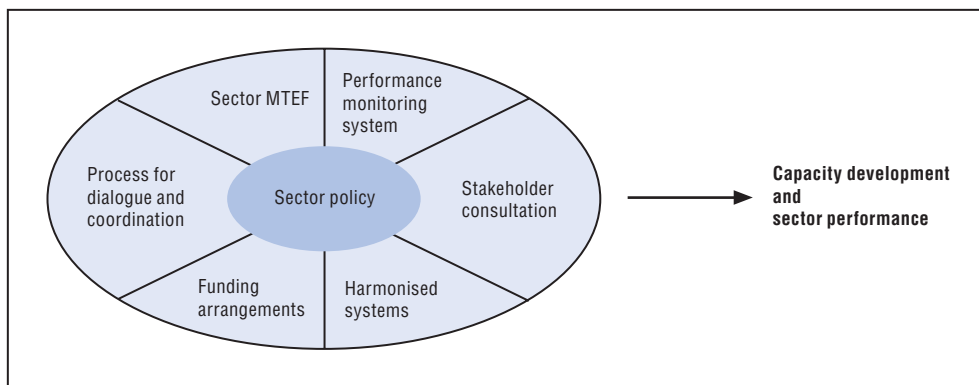 Sector MTEF
Performance
monitoring
system
Process for
dialogue and
coordination
Sector policy
Stakeholder
consultation
Funding
arrangements
Harmonised
systems
Capacity development
and
sector performance